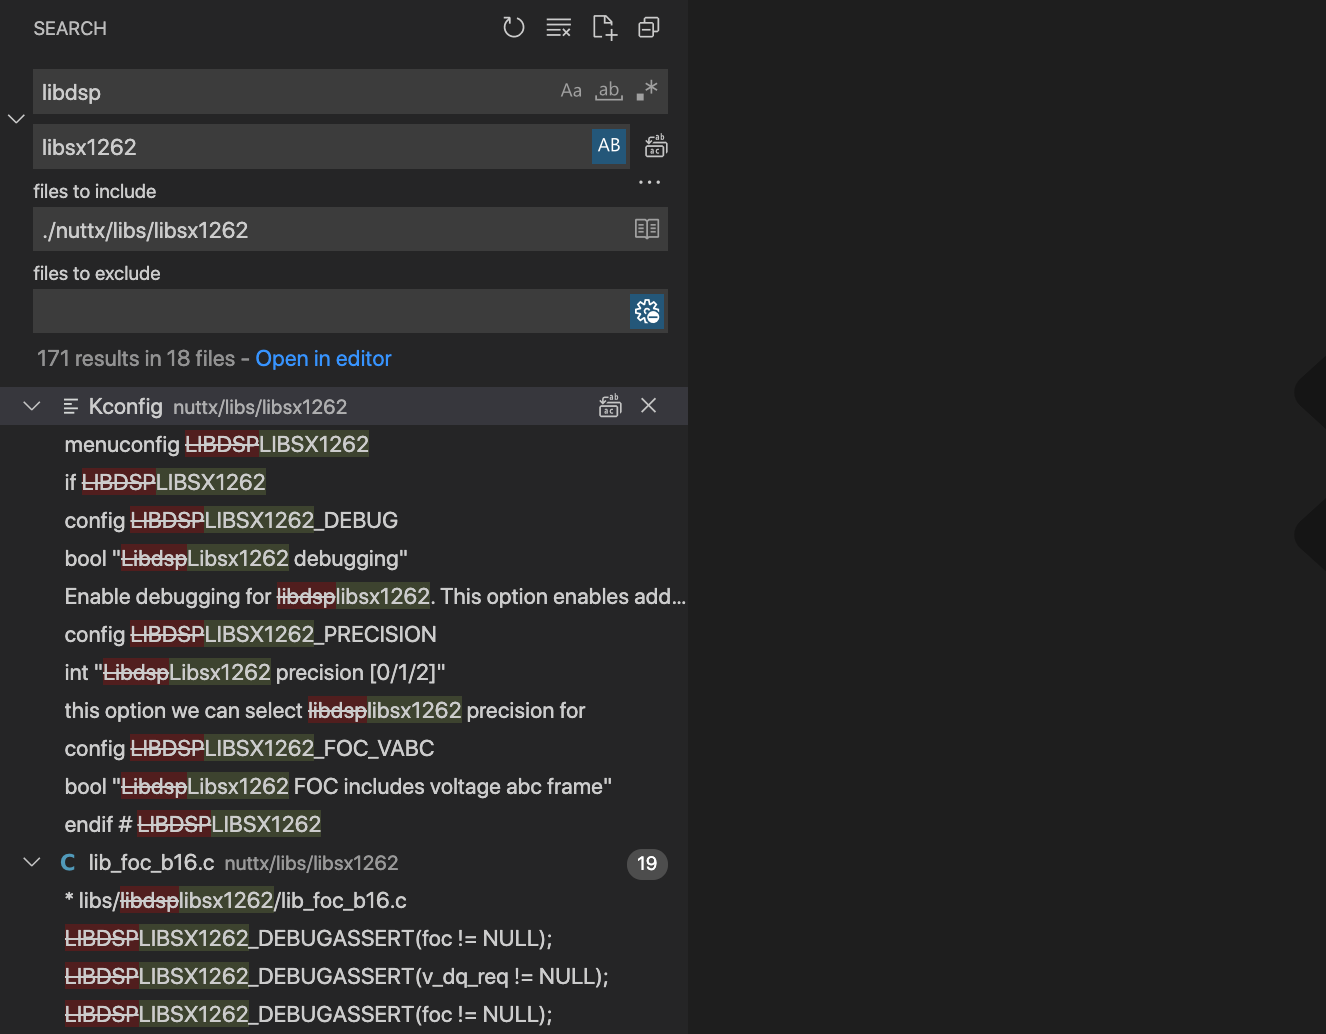 SEARCH
libdsp Aa ab .*
libsx1262 AB
files to include ...
./nuttx/libs/libsx1262
files to exclude
171 results in 18 files - Open in editor
Kconfig nuttx/libs/libsx1262
menuconfig LIBDSPLIBSX1262
if LIBDSPLIBSX1262
config LIBDSPLIBSX1262_DEBUG
bool "LibdspLibsx1262 debugging"
Enable debugging for libdsplibsx1262. This option enables add...
config LIBDSPLIBSX1262_PRECISION
int "LibdspLibsx1262 precision [0/1/2]"
this option we can select libdsplibsx1262 precision for
config LIBDSPLIBSX1262_FOC_VABC
bool "LibdspLibsx1262 FOC includes voltage abc frame"
endif # LIBDSPLIBSX1262
C lib_foc_b16.c nuttx/libs/libsx1262 19
* libs/libdsplibsx1262/lib_foc_b16.c
LIBDSPLIBSX1262_DEBUGASSERT(foc != NULL);
LIBDSPLIBSX1262_DEBUGASSERT(v_dq_req != NULL);
LIBDSPLIBSX1262_DEBUGASSERT(foc != NULL);